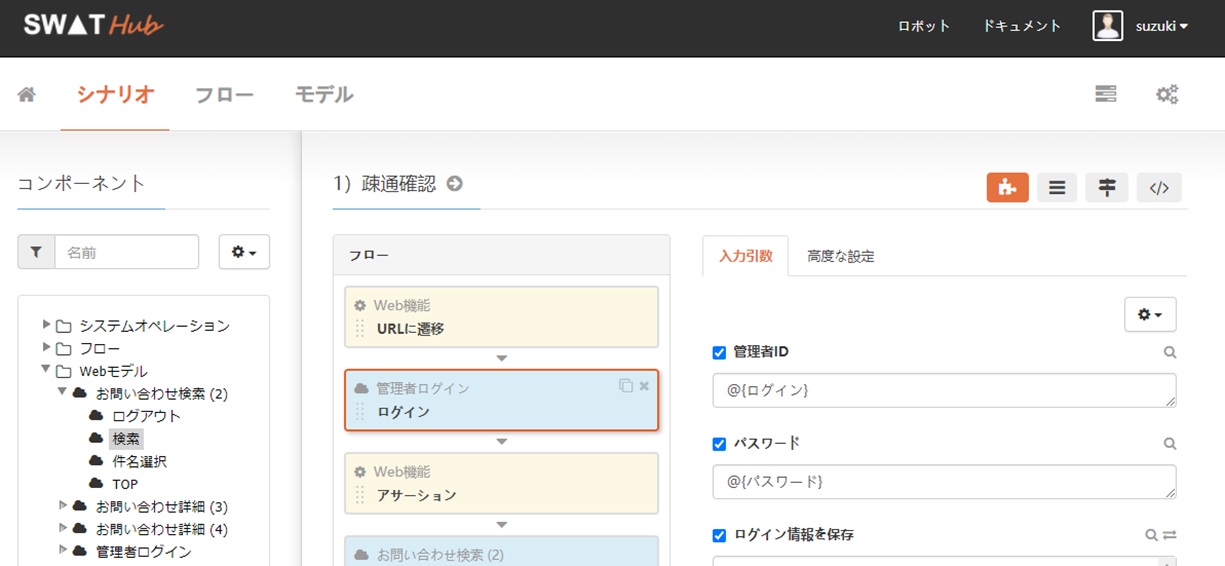 SWAT Hub
ロボット
ドキュメント
suzuki
シナリオ
フロー
モデル
コンポーネント
名前
システムオペレーション
フロー
Webモデル
お問い合わせ検索 (2)
ログアウト
検索
件名選択
TOP
お問い合わせ詳細 (3)
お問い合わせ詳細 (4)
管理者ログイン
1) 疎通確認
フロー
Web機能
URLに遷移
管理者ログイン
ログイン
Web機能
アサーション
お問い合わせ検索 (2)
入力引数
高度な設定
管理者ID
@{ログイン}
パスワード
@{パスワード}
ログイン情報を保存